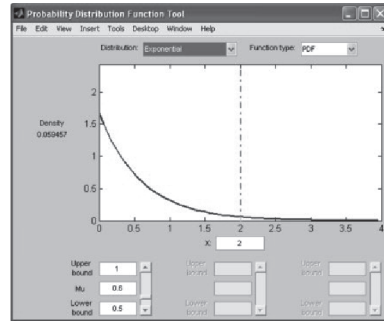 Probability Distribution Function Tool
File Edit View Insert Tools Desktop Window Help
Distribution: Exponential Function type: PDF
Density
0.059457
2
1.5
1
0.5
0
0 0.5 1 1.5 2 2.5 3 3.5 4
X: 2
Upper bound 1
Mu 0.6
Lower bound 0.5
Upper bound
Lower bound
Upper bound
Lower bound